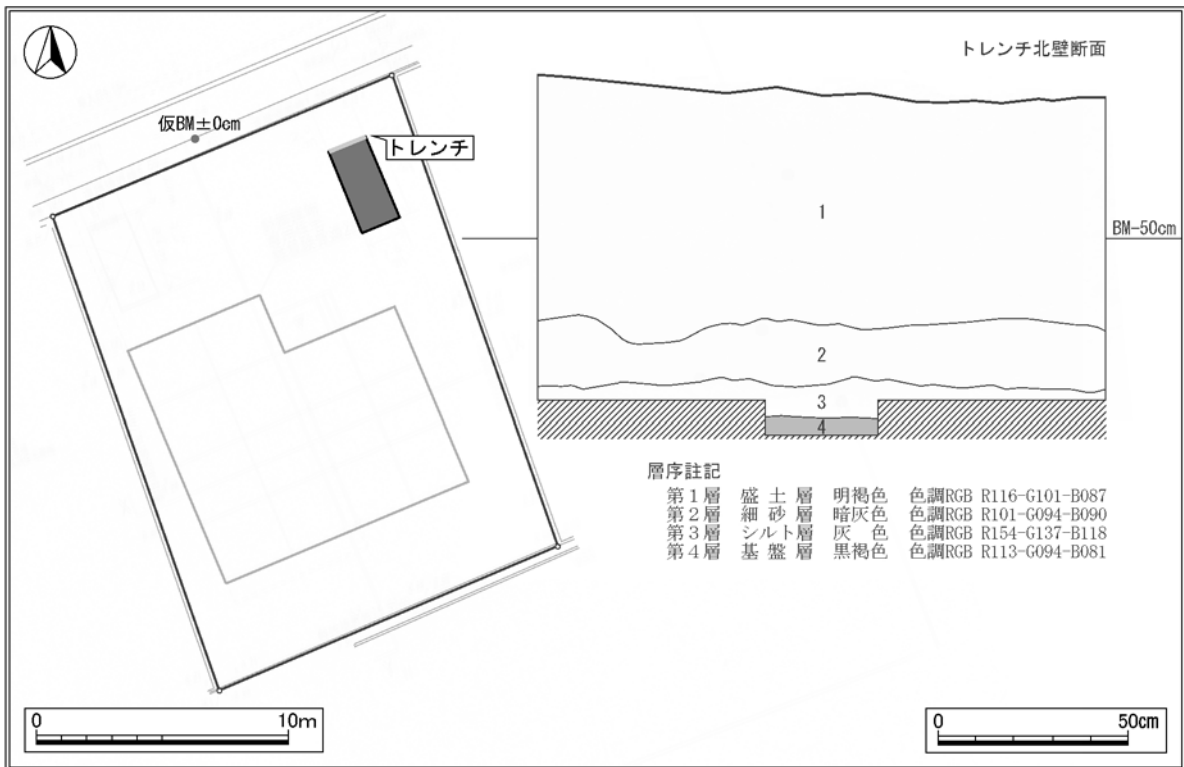 トレンチ北壁断面
仮BM±0cm
トレンチ
1
BM-50cm
2
3
4
層序註記
第1層 盛土層 明褐色 色調RGB R116-G101-B087
第2層 細砂層 暗灰色 色調RGB R101-G094-B090
第3層 シルト層 灰色 色調RGB R154-G137-B118
第4層 基盤層 黒褐色 色調RGB R113-G094-B081
0 10m
0 50cm